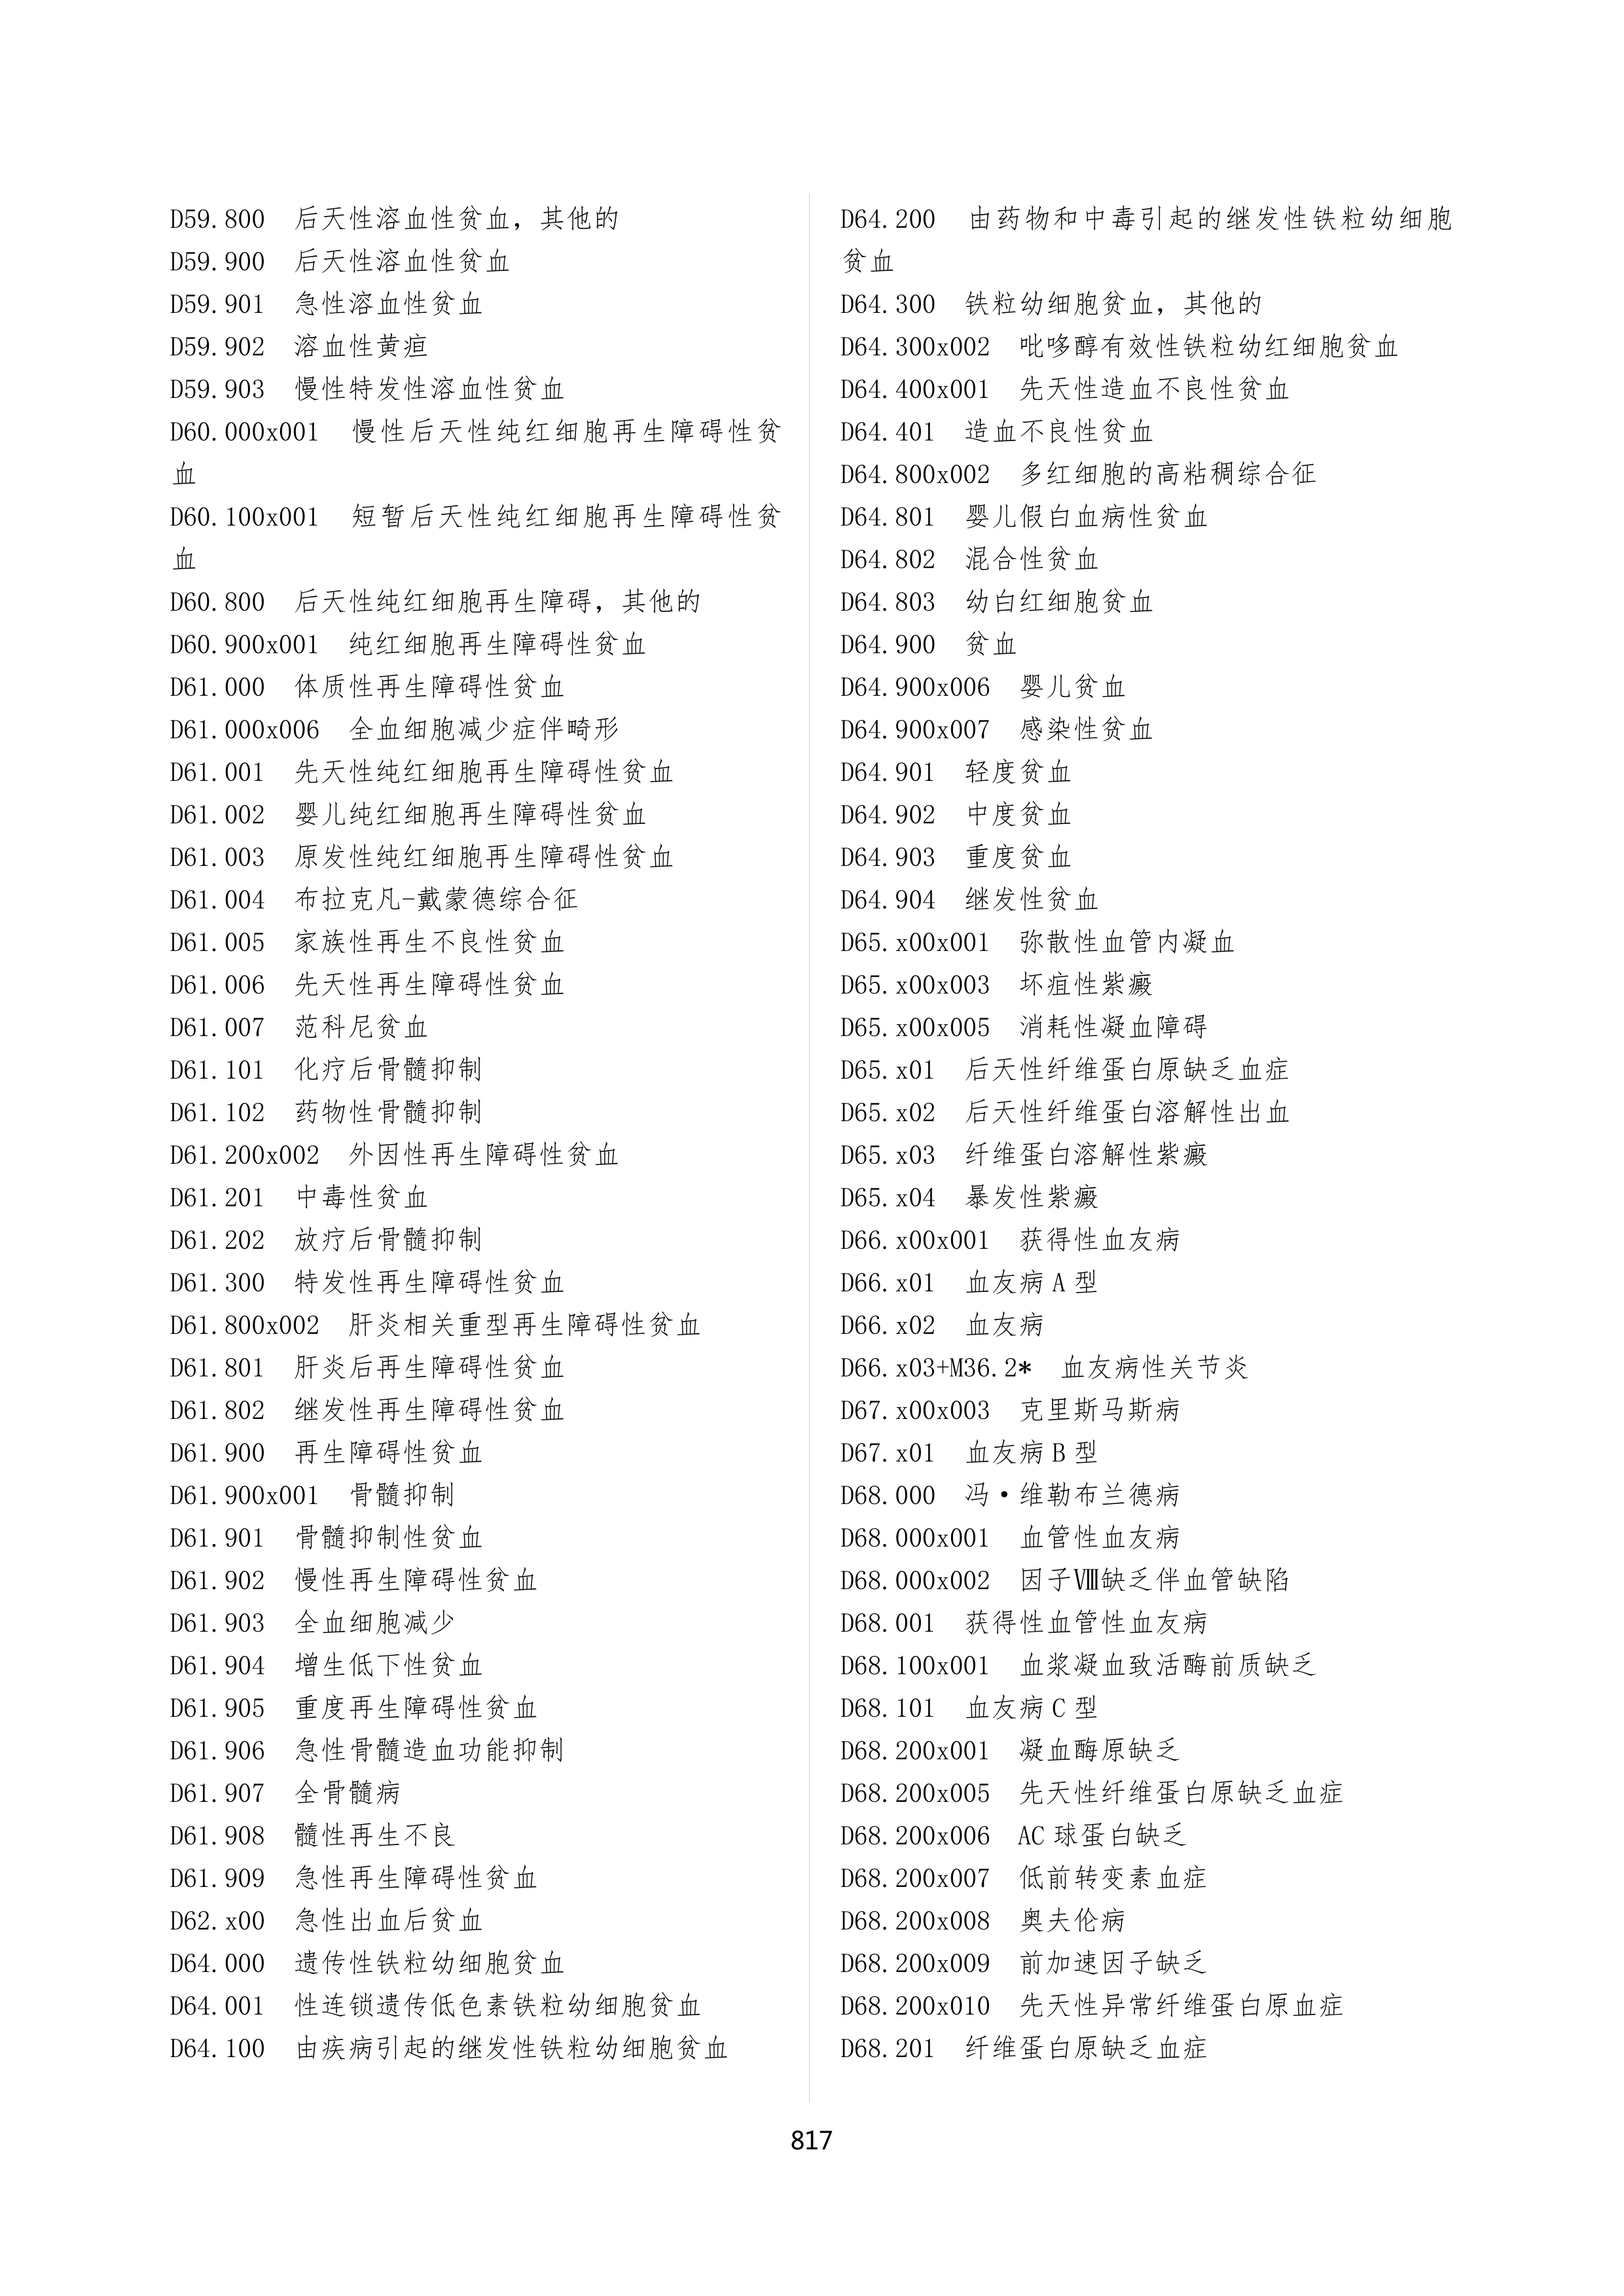 D59.800 后天性溶血性贫血，其他的
D59.900 后天性溶血性贫血
D59.901 急性溶血性贫血
D59.902 溶血性黄疸
D59.903 慢性特发性溶血性贫血
D60.000x001 慢性后天性纯红细胞再生障碍性贫
血
D60.100x001 短暂后天性纯红细胞再生障碍性贫
血
D60.800 后天性纯红细胞再生障碍，其他的
D60.900x001 纯红细胞再生障碍性贫血
D61.000 体质性再生障碍性贫血
D61.000x006 全血细胞减少症伴畸形
D61.001 先天性纯红细胞再生障碍性贫血
D61.002 婴儿纯红细胞再生障碍性贫血
D61.003 原发性纯红细胞再生障碍性贫血
D61.004 布拉克凡-戴蒙德综合征
D61.005 家族性再生不良性贫血
D61.006 先天性再生障碍性贫血
D61.007 范科尼贫血
D61.101 化疗后骨髓抑制
D61.102 药物性骨髓抑制
D61.200x002 外因性再生障碍性贫血
D61.201 中毒性贫血
D61.202 放疗后骨髓抑制
D61.300 特发性再生障碍性贫血
D61.800x002 肝炎相关重型再生障碍性贫血
D61.801 肝炎后再生障碍性贫血
D61.802 继发性再生障碍性贫血
D61.900 再生障碍性贫血
D61.900x001 骨髓抑制
D61.901 骨髓抑制性贫血
D61.902 慢性再生障碍性贫血
D61.903 全血细胞减少
D61.904 增生低下性贫血
D61.905 重度再生障碍性贫血
D61.906 急性骨髓造血功能抑制
D61.907 全骨髓病
D61.908 髓性再生不良
D61.909 急性再生障碍性贫血
D62.x00 急性出血后贫血
D64.000 遗传性铁粒幼细胞贫血
D64.001 性连锁遗传低色素铁粒幼细胞贫血
D64.100 由疾病引起的继发性铁粒幼细胞贫血
D64.200 由药物和中毒引起的继发性铁粒幼细胞
贫血
D64.300 铁粒幼细胞贫血，其他的
D64.300x002 吡哆醇有效性铁粒幼红细胞贫血
D64.400x001 先天性造血不良性贫血
D64.401 造血不良性贫血
D64.800x002 多红细胞的高粘稠综合征
D64.801 婴儿假白血病性贫血
D64.802 混合性贫血
D64.803 幼白红细胞贫血
D64.900 贫血
D64.900x006 婴儿贫血
D64.900x007 感染性贫血
D64.901 轻度贫血
D64.902 中度贫血
D64.903 重度贫血
D64.904 继发性贫血
D65.x00x001 弥散性血管内凝血
D65.x00x003 坏疽性紫癜
D65.x00x005 消耗性凝血障碍
D65.x01 后天性纤维蛋白原缺乏血症
D65.x02 后天性纤维蛋白溶解性出血
D65.x03 纤维蛋白溶解性紫癜
D65.x04 暴发性紫癜
D66.x00x001 获得性血友病
D66.x01 血友病 A 型
D66.x02 血友病
D66.x03+M36.2* 血友病性关节炎
D67.x00x003 克里斯马斯病
D67.x01 血友病 B 型
D68.000 冯·维勒布兰德病
D68.000x001 血管性血友病
D68.000x002 因子Ⅷ缺乏伴血管缺陷
D68.001 获得性血管性血友病
D68.100x001 血浆凝血致活酶前质缺乏
D68.101 血友病 C 型
D68.200x001 凝血酶原缺乏
D68.200x005 先天性纤维蛋白原缺乏血症
D68.200x006 AC 球蛋白缺乏
D68.200x007 低前转变素血症
D68.200x008 奥夫伦病
D68.200x009 前加速因子缺乏
D68.200x010 先天性异常纤维蛋白原血症
D68.201 纤维蛋白原缺乏血症
817